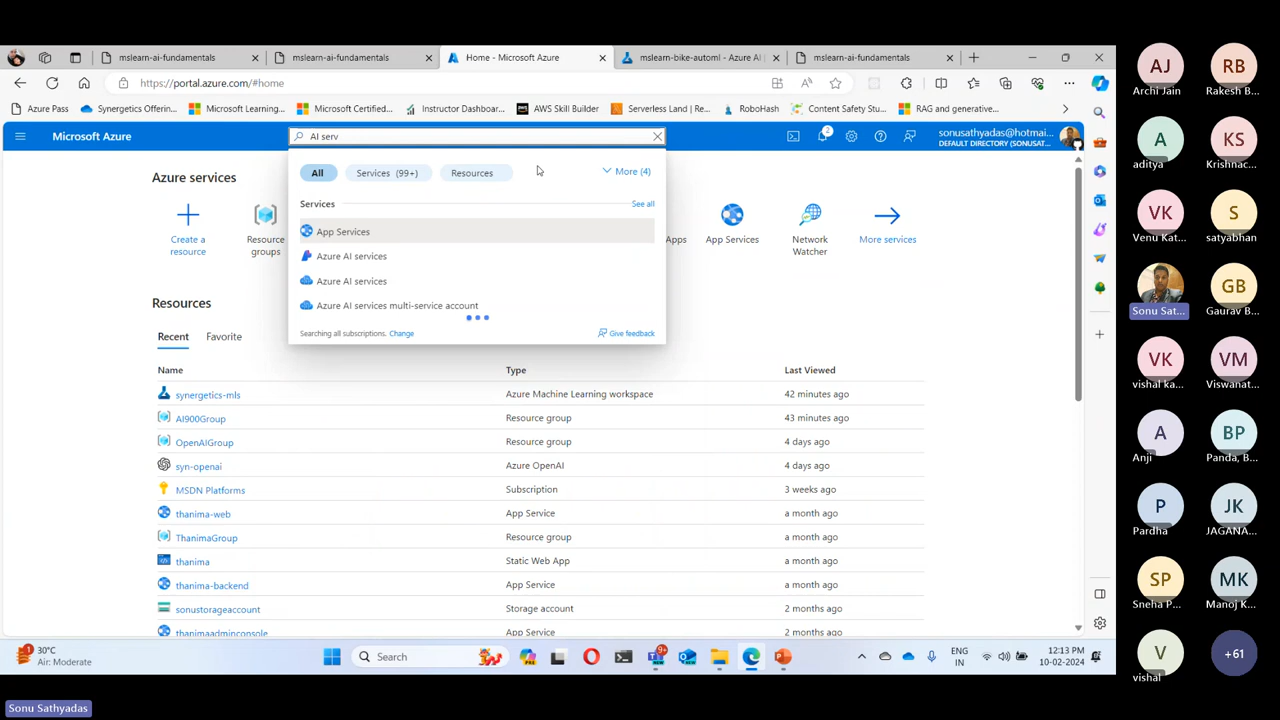 mslearn-ai-fundamentals
mslearn-ai-fundamentals
Home - Microsoft Azure
mslearn-bike-automl - Azure AI |
mslearn-ai-fundamentals
https://portal.azure.com/#home
Azure Pass
Synergetics Offering...
Microsoft Learning...
Microsoft Certified...
Instructor Dashboar...
AWS Skill Builder
Serverless Land | Re...
RoboHash
Content Safety Stu...
RAG and generative...
Microsoft Azure
AI serv
2
sonusathyadas@hotmai...
DEFAULT DIRECTORY (SONUSAT...
Azure services
Create a
resource
Resource
groups
Apps
App Services
Network
Watcher
More services
All
Services (99+)
Resources
More (4)
Services
See all
App Services
Azure AI services
Azure AI services
Azure AI services multi-service account
Searching all subscriptions. Change
Give feedback
Resources
Recent
Favorite
Name Type Last Viewed
synergetics-mls Azure Machine Learning workspace 42 minutes ago
AI900Group Resource group 43 minutes ago
OpenAIGroup Resource group 4 days ago
syn-openai Azure OpenAI 4 days ago
MSDN Platforms Subscription 3 weeks ago
thanima-web App Service a month ago
ThanimaGroup Resource group a month ago
thanima Static Web App a month ago
thanima-backend App Service a month ago
sonustorageaccount Storage account 2 months ago
thanimaadminconsole App Service 2 months ago
1
30°C
Air: Moderate
Search
9+
ENG
IN
12:13 PM
10-02-2024
AJ
Archi Jain
RB
Rakesh B...
A
aditya
KS
Krishnac...
VK
Venu Kat...
S
satyabhan
Sonu Sat...
GB
Gaurav B...
VK
vishal ka...
VM
Viswanat...
A
Anji
BP
Panda, B...
P
Pardha
JK
JAGANA...
SP
Sneha P...
MK
Manoj K...
V
vishal
+61
Sonu Sathyadas